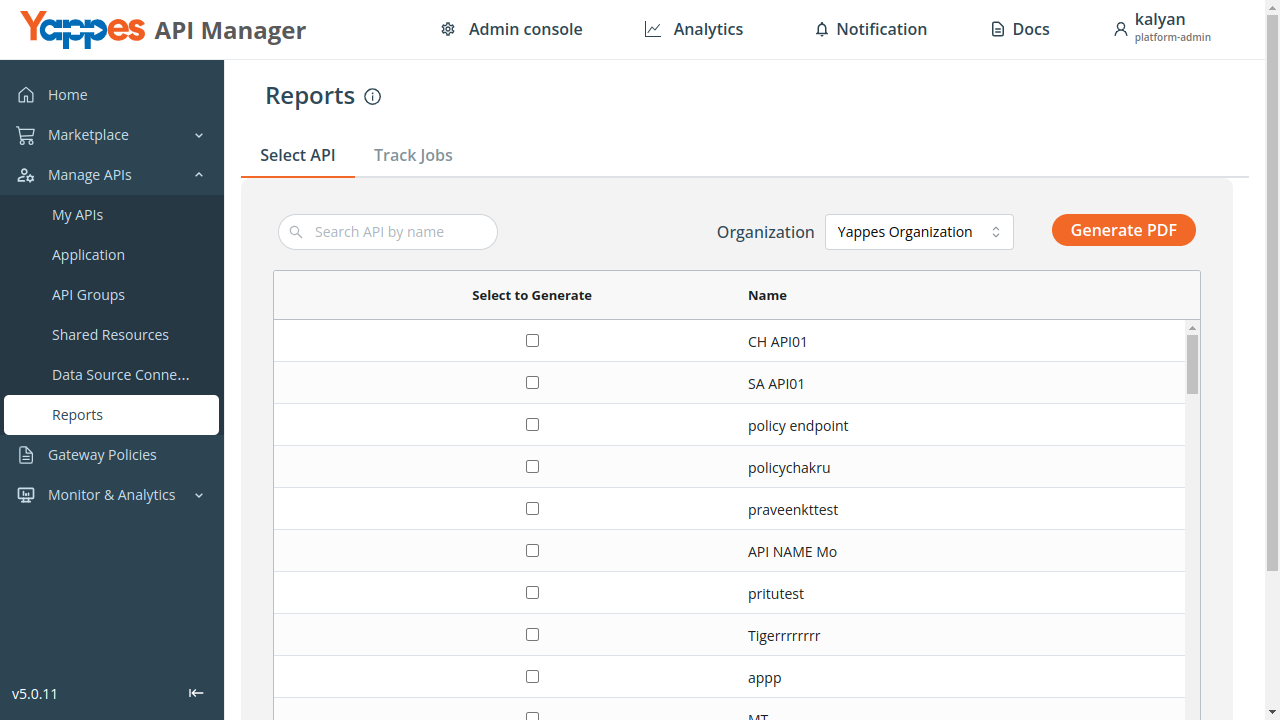 Yappes API Manager
Admin console
Analytics
Notification
Docs
kalyan
platform-admin
Home
Marketplace
Manage APIs
My APIs
Application
API Groups
Shared Resources
Data Source Conne...
Reports
Gateway Policies
Monitor & Analytics
v5.0.11
Reports
Select API
Track Jobs
Search API by name
Organization
Yappes Organization
Generate PDF
Select to Generate
Name
CH API01
SA API01
policy endpoint
policychakru
praveenkttest
API NAME Mo
pritutest
Tigerrrrrrrr
appp
MT